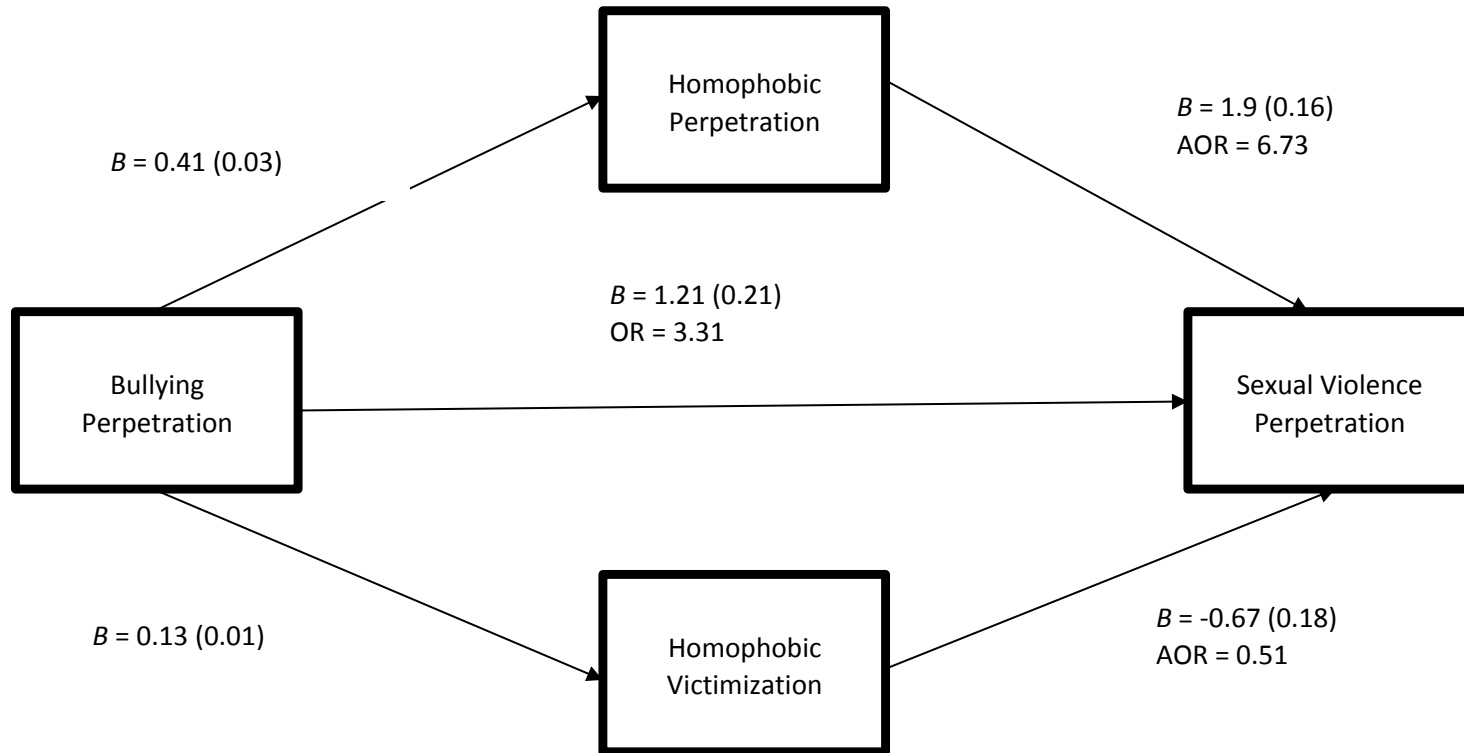 Homophobic
Perpetration
B = 1.9 (0.16)
AOR = 6.73
B = 0.41 (0.03)
B = 1.21 (0.21)
OR = 3.31
Bullying
Perpetration
Sexual Violence
Perpetration
B = 0.13 (0.01)
Homophobic
Victimization
B = -0.67 (0.18)
AOR = 0.51